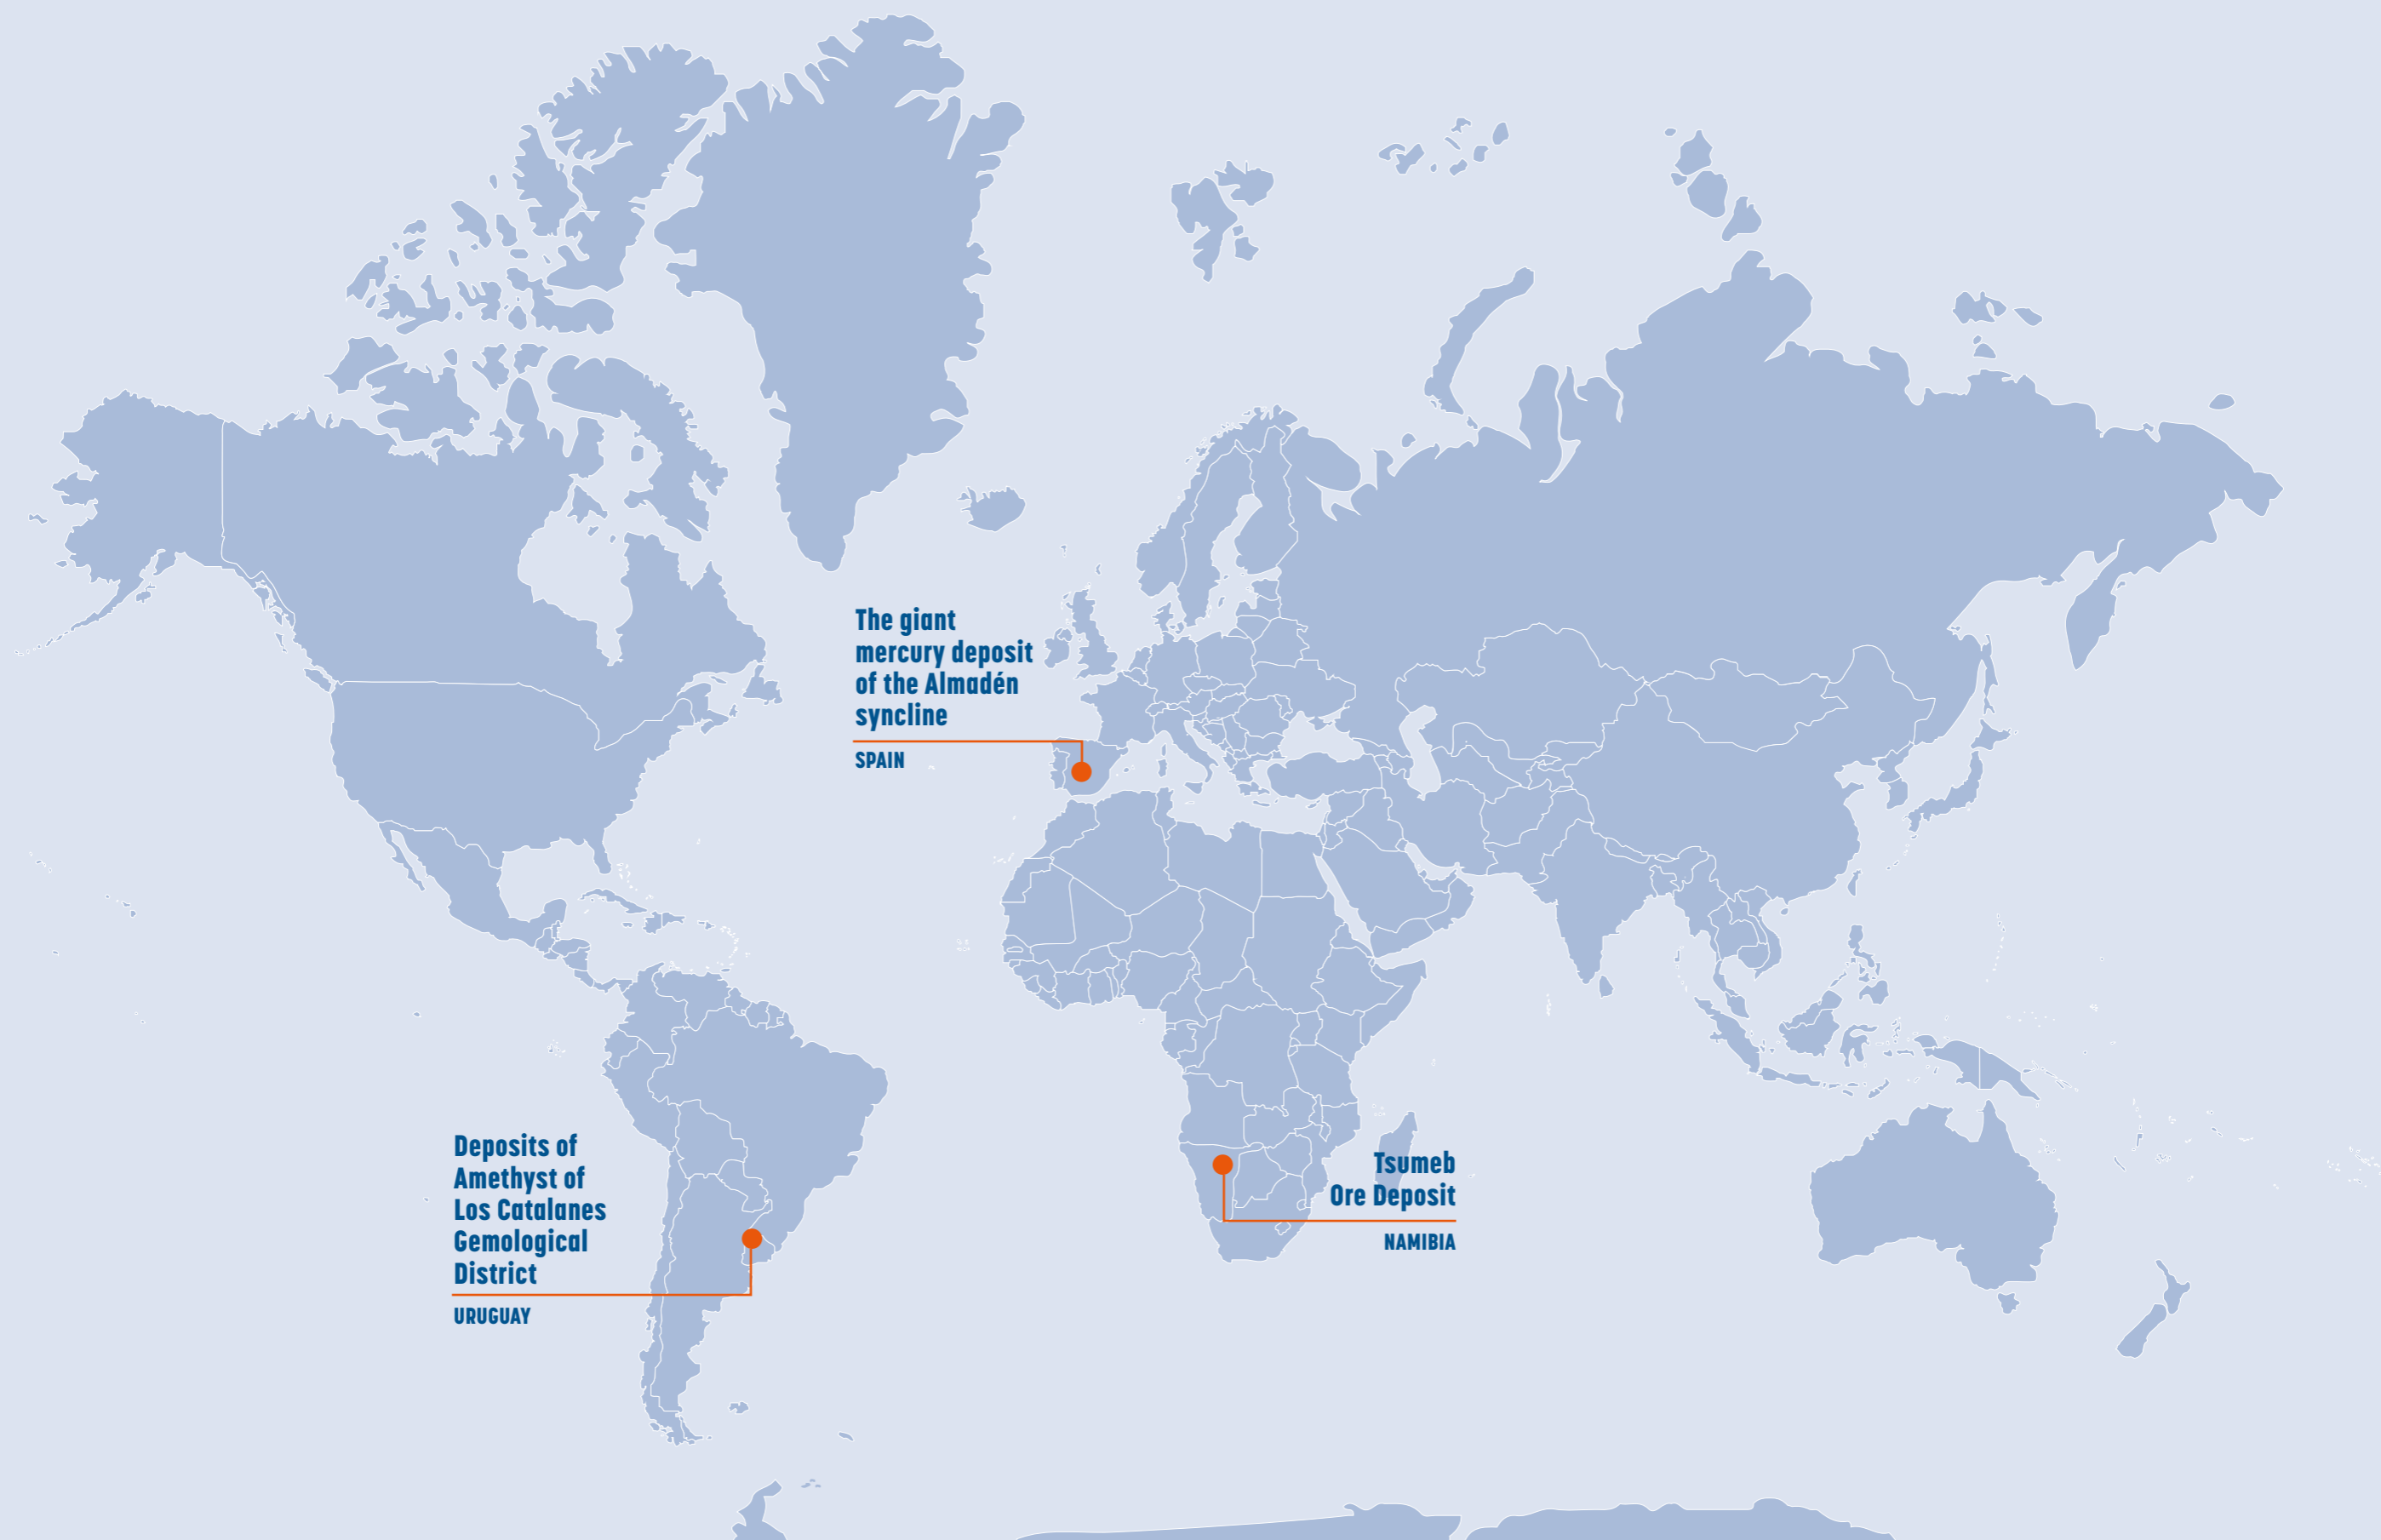 The giant
mercury deposit
of the Almadén
syncline
SPAIN
Deposits of
Amethyst of
Los Catalanes
Gemological
District
URUGUAY
Tsumeb
Ore Deposit
NAMIBIA